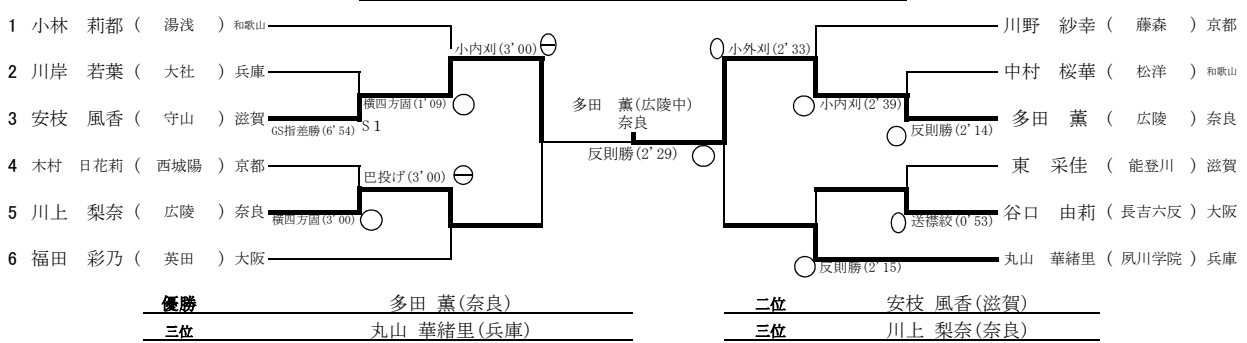 1 小林 莉都 ( 湯浅 ) 和歌山
2 川岸 若葉 ( 大社 ) 兵庫
3 安枝 風香 ( 守山 ) 滋賀
4 木村 日花莉 ( 西城陽 ) 京都
5 川上 梨奈 ( 広陵 ) 奈良
6 福田 彩乃 ( 英田 ) 大阪
小内刈(3'00)
横四方固(1'09)
GS指差勝(6'54) S1
巴投げ(3'00)
横四方固(3'00)
多田 薫(広陵中)
奈良
反則勝(2'29)
小外刈(2'33)
小内刈(2'39)
反則勝(2'14)
送襟絞(0'53)
反則勝(2'15)
川野 紗幸 ( 藤森 ) 京都
中村 桜華 ( 松洋 ) 和歌山
多田 薫 ( 広陵 ) 奈良
東 采佳 ( 能登川 ) 滋賀
谷口 由莉 ( 長吉六反 ) 大阪
丸山 華緒里 ( 夙川学院 ) 兵庫
優勝 多田 薫(奈良) 二位 安枝 風香(滋賀)
三位 丸山 華緒里(兵庫) 三位 川上 梨奈(奈良)